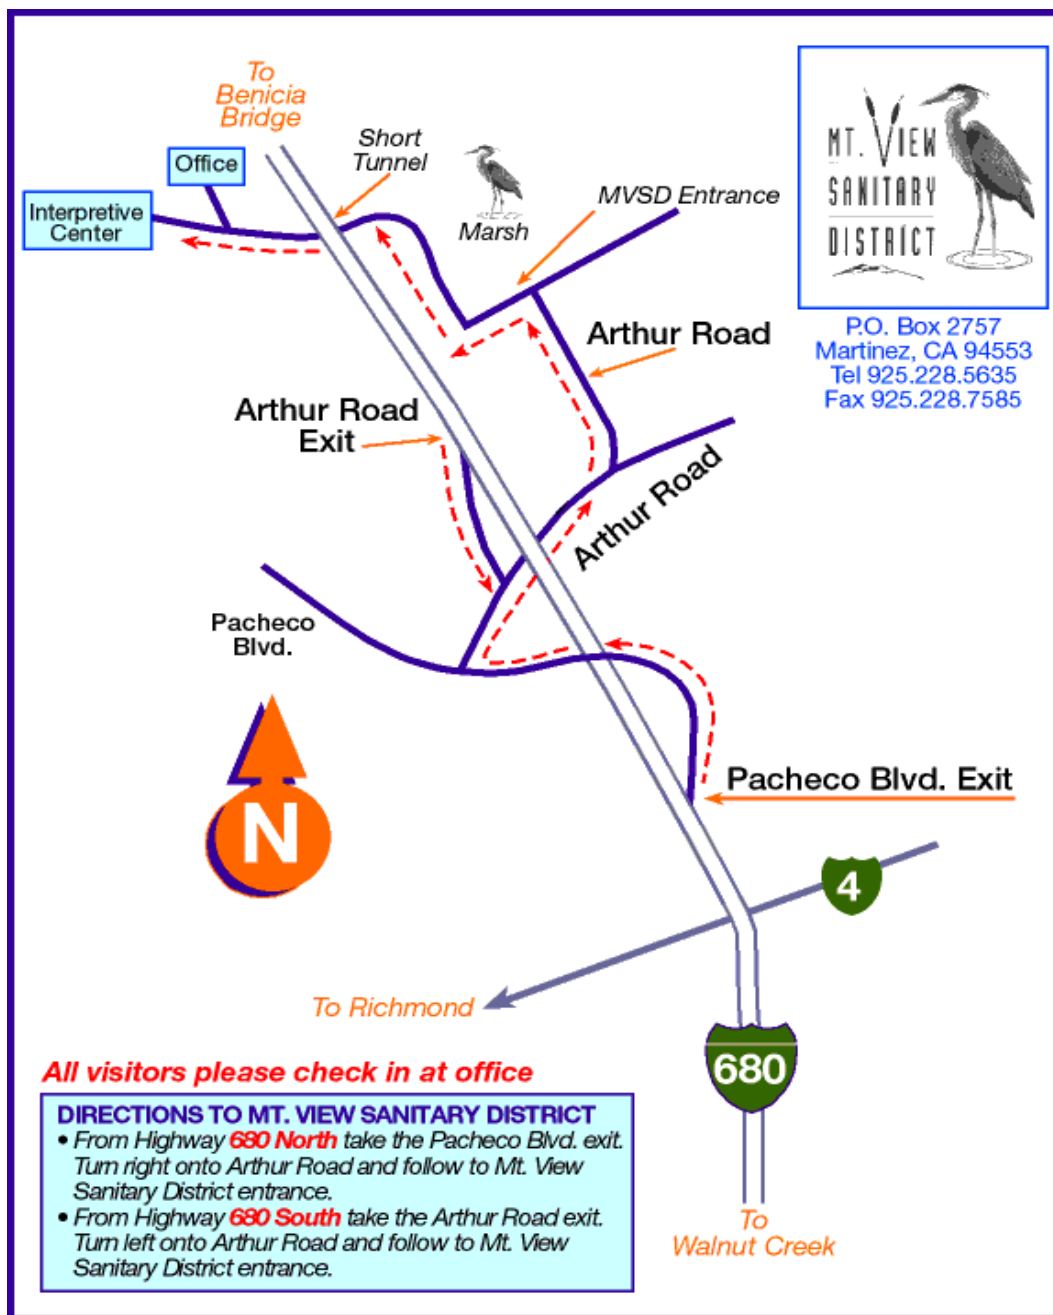 To
Benicia
Bridge
Short
Tunnel
Office
Interpretive
Center
Marsh
MVSD Entrance
MT. VIEW
SANITARY
DISTRICT
P.O. Box 2757
Martinez, CA 94553
Tel 925.228.5635
Fax 925.228.7585
Arthur Road
Arthur Road
Exit
Arthur Road
Pacheco
Blvd.
N
Pacheco Blvd. Exit
4
To Richmond
680
To
Walnut Creek
All visitors please check in at office
DIRECTIONS TO MT. VIEW SANITARY DISTRICT
• From Highway 680 North take the Pacheco Blvd. exit.
Turn right onto Arthur Road and follow to Mt. View
Sanitary District entrance.
• From Highway 680 South take the Arthur Road exit.
Turn left onto Arthur Road and follow to Mt. View
Sanitary District entrance.